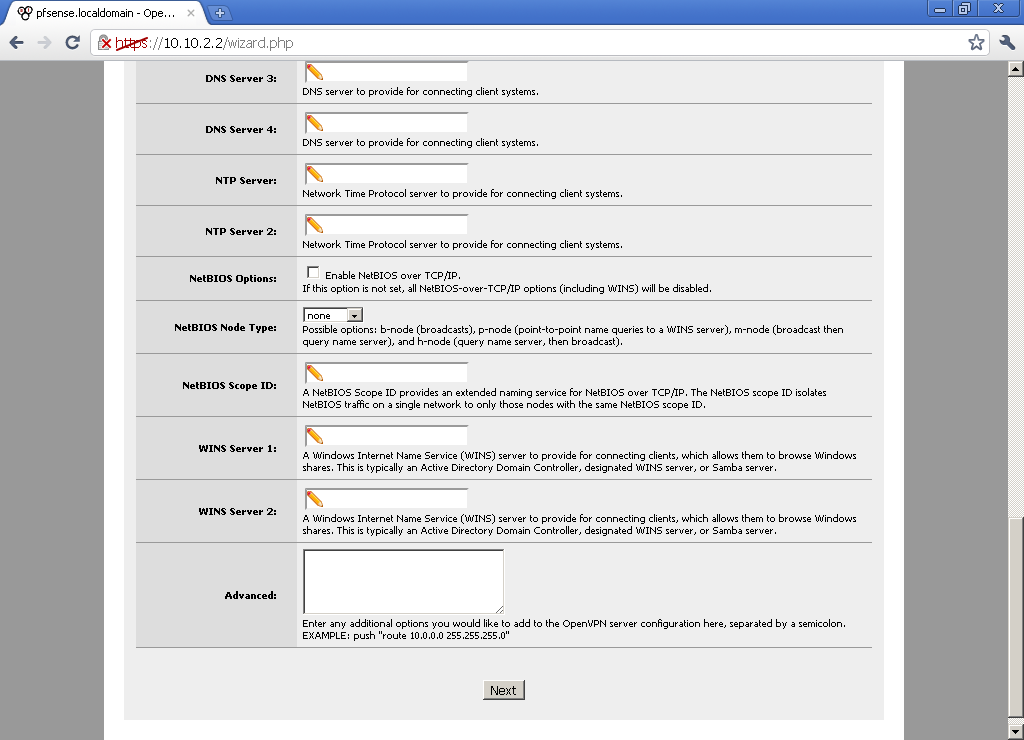 pfsense.localdomain - Ope...
https://10.10.2.2/wizard.php
DNS Server 3:
DNS server to provide for connecting client systems.
DNS Server 4:
DNS server to provide for connecting client systems.
NTP Server:
Network Time Protocol server to provide for connecting client systems.
NTP Server 2:
Network Time Protocol server to provide for connecting client systems.
NetBIOS Options:
Enable NetBIOS over TCP/IP.
If this option is not set, all NetBIOS-over-TCP/IP options (including WINS) will be disabled.
NetBIOS Node Type:
none
Possible options: b-node (broadcasts), p-node (point-to-point name queries to a WINS server), m-node (broadcast then
query name server), and h-node (query name server, then broadcast).
NetBIOS Scope ID:
A NetBIOS Scope ID provides an extended naming service for NetBIOS over TCP/IP. The NetBIOS scope ID isolates
NetBIOS traffic on a single network to only those nodes with the same NetBIOS scope ID.
WINS Server 1:
A Windows Internet Name Service (WINS) server to provide for connecting clients, which allows them to browse Windows
shares. This is typically an Active Directory Domain Controller, designated WINS server, or Samba server.
WINS Server 2:
A Windows Internet Name Service (WINS) server to provide for connecting clients, which allows them to browse Windows
shares. This is typically an Active Directory Domain Controller, designated WINS server, or Samba server.
Advanced:
Enter any additional options you would like to add to the OpenVPN server configuration here, separated by a semicolon.
EXAMPLE: push "route 10.0.0.0 255.255.255.0"
Next